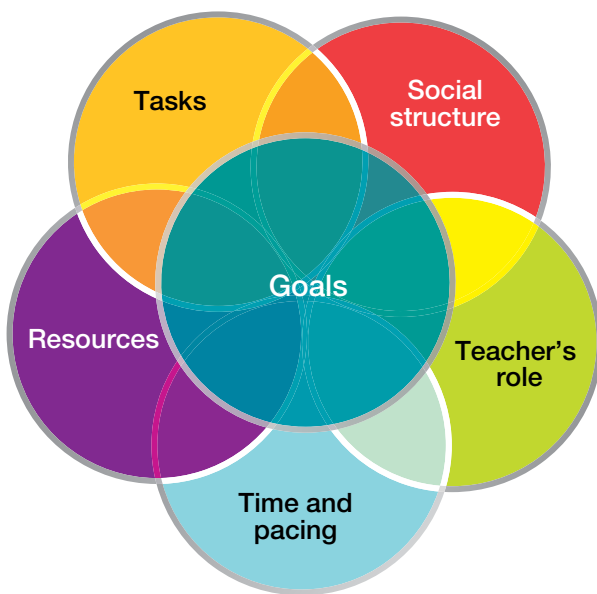 Tasks
Social
structure
Goals
Resources
Teacher’s
role
Time and
pacing